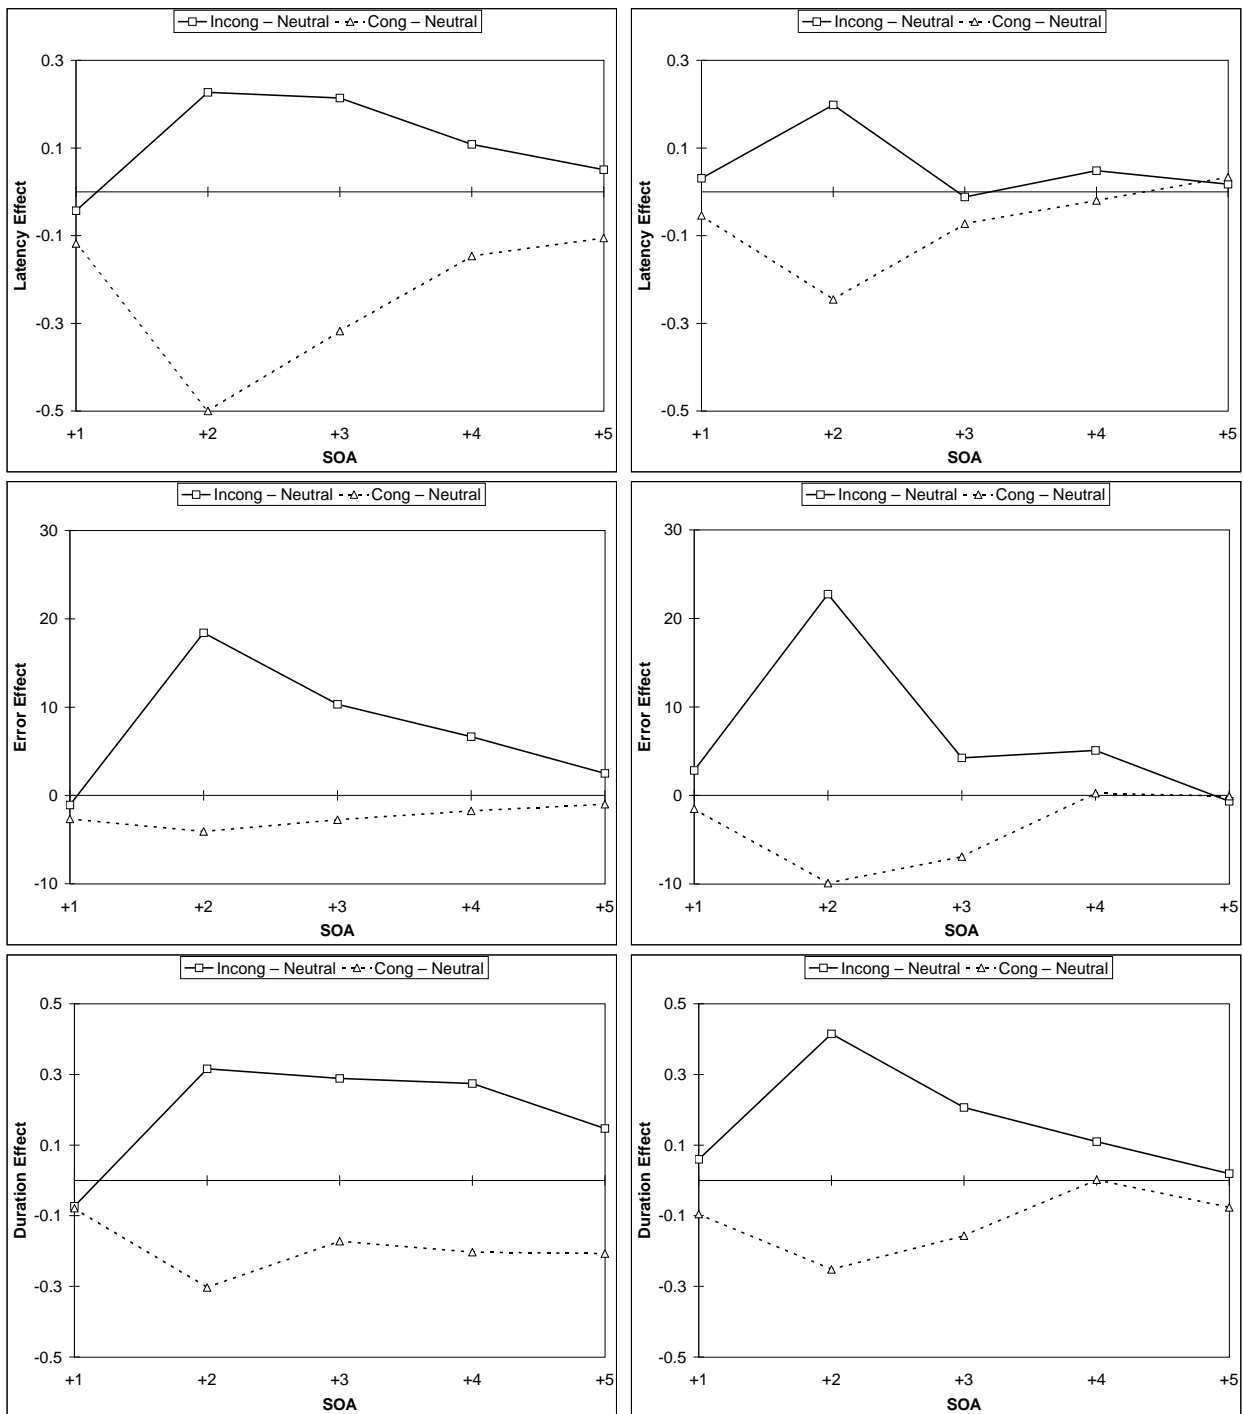 Incong – Neutral Cong – Neutral
0.3
0.1
-0.1
-0.3
-0.5
Latency Effect
+1 +2 +3 +4 +5
SOA
Incong – Neutral Cong – Neutral
0.3
0.1
-0.1
-0.3
-0.5
Latency Effect
+1 +2 +3 +4 +5
SOA
Incong – Neutral Cong – Neutral
30
20
10
0
-10
Error Effect
+1 +2 +3 +4 +5
SOA
Incong – Neutral Cong – Neutral
30
20
10
0
-10
Error Effect
+1 +2 +3 +4 +5
SOA
Incong – Neutral Cong – Neutral
0.5
0.3
0.1
-0.1
-0.3
-0.5
Duration Effect
+1 +2 +3 +4 +5
SOA
Incong – Neutral Cong – Neutral
0.5
0.3
0.1
-0.1
-0.3
-0.5
Duration Effect
+1 +2 +3 +4 +5
SOA